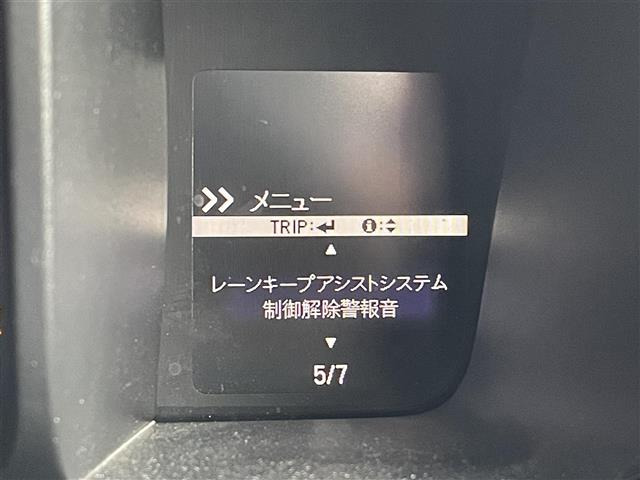 >> メニュー
TRIP:↵ i:▲▼
▲
レーンキープアシストシステム
制御解除警報音
▼
5/7